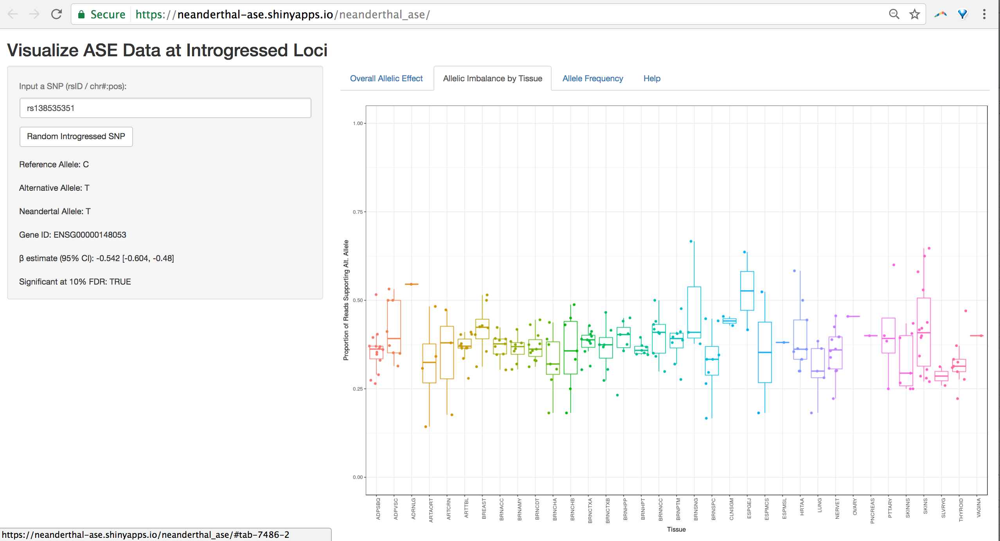 Secure https://neanderthal-ase.shinyapps.io/neanderthal_ase/
Visualize ASE Data at Introgressed Loci
Input a SNP (rsID / chr#:pos):
rs138535351
Random Introgressed SNP
Reference Allele: C
Alternative Allele: T
Neandertal Allele: T
Gene ID: ENSG00000148053
β estimate (95% CI): -0.542 [-0.604, -0.48]
Significant at 10% FDR: TRUE
Overall Allelic Effect
Allelic Imbalance by Tissue
Allele Frequency
Help
Proportion of Reads Supporting Alt. Allele
1.00
0.75
0.50
0.25
0.00
ADPSBQ
ADPVSC
ADRNLG
ARTAORT
ARTCRN
ARTTBL
BREAST
BRNACC
BRNAMY
BRNCDT
BRNCHA
BRNCHB
BRNCTXA
BRNCTXB
BRNHPP
BRNHPT
BRNNCC
BRNPTM
BRNSNG
BRNSPC
CLNSGM
ESPGEJ
ESPMCS
ESPMSL
HRTAA
LUNG
NERVET
OVARY
PNCREAS
PTTARY
SKINNS
SKINS
SLVRYG
THYROID
VAGINA
Tissue
https://neanderthal-ase.shinyapps.io/neanderthal_ase/#tab-7486-2